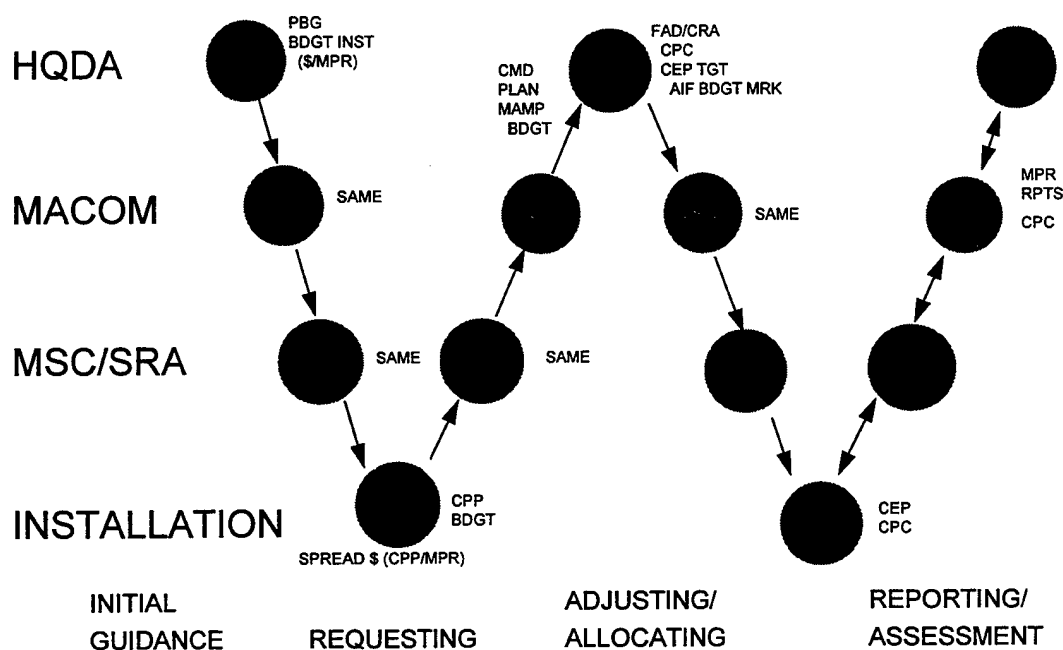 HQDA
PBG
BDGT INST
($/MPR)
CMD
PLAN
MAMP
BDGT
FAD/CRA
CPC
CEP TGT
AIF BDGT MRK
MACOM
SAME
SAME
MPR
RPTS
CPC
MSC/SRA
SAME
SAME
INSTALLATION
CPP
BDGT
SPREAD $ (CPP/MPR)
CEP
CPC
INITIAL
GUIDANCE
REQUESTING
ADJUSTING/
ALLOCATING
REPORTING/
ASSESSMENT